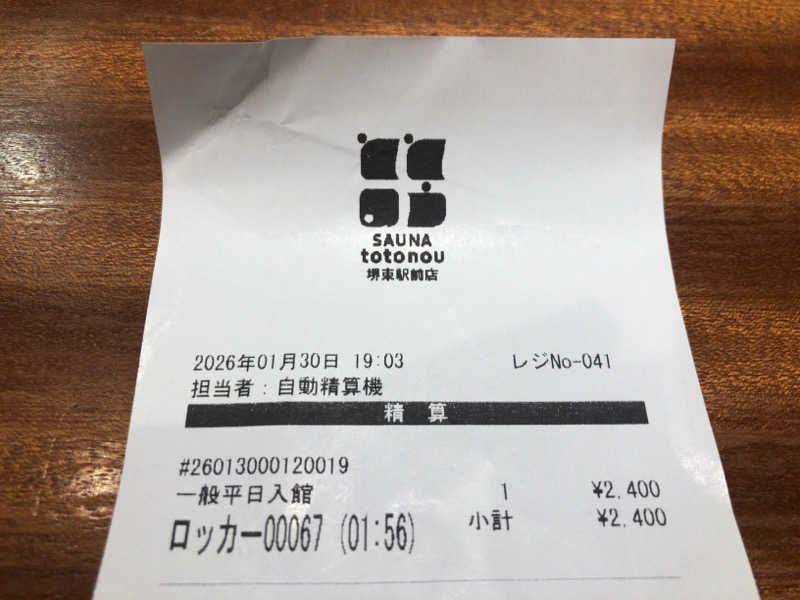 SAUNA
totonou
堺東駅前店
2026年01月30日 19:03 レジNo-041
担当者:自動精算機
精 算
#26013000120019
一般平日入館 1 ¥2,400
ロッカー00067 (01:56) 小計 ¥2,400